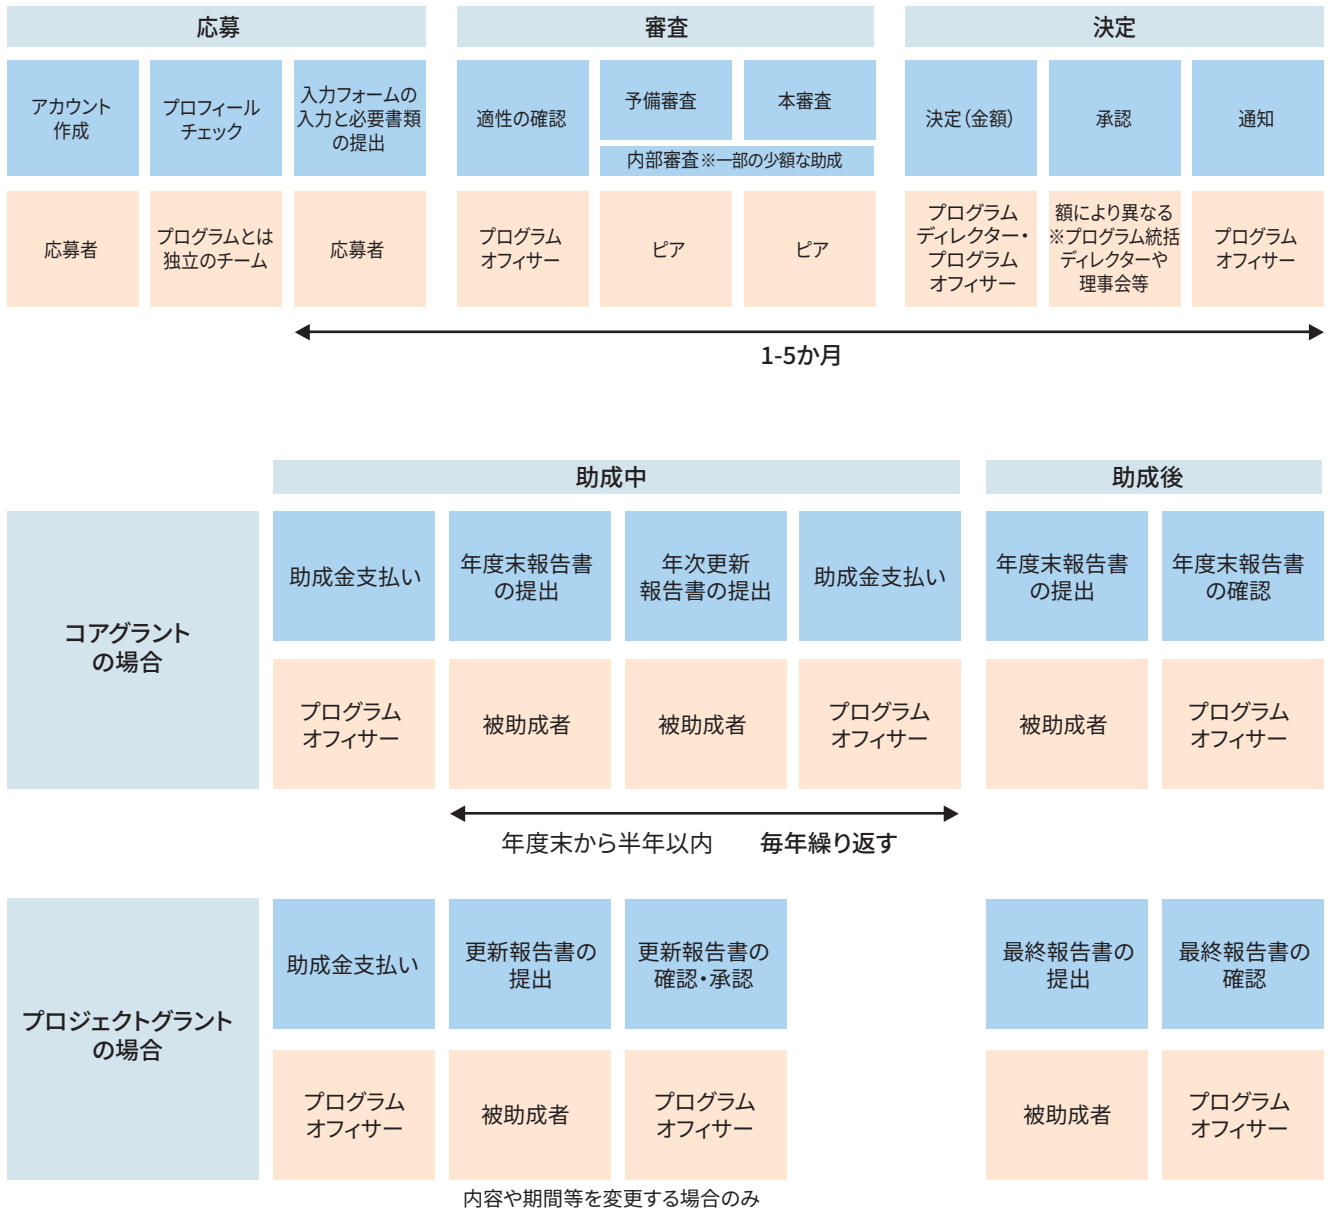 応募
審査
決定
アカウント
作成
プロフィール
チェック
入力フォームの
入力と必要書類
の提出
適性の確認
予備審査
本審査
内部審査※一部の少額な助成
決定（金額）
承認
通知
応募者
プログラムとは
独立のチーム
応募者
プログラム
オフィサー
ピア
ピア
プログラム
ディレクター・
プログラム
オフィサー
額により異なる
※プログラム統括
ディレクターや
理事会等
プログラム
オフィサー
1-5か月
助成中
助成後
コアグラント
の場合
助成金支払い
年度末報告書
の提出
年次更新
報告書の提出
助成金支払い
年度末報告書
の提出
年度末報告書
の確認
プログラム
オフィサー
被助成者
被助成者
プログラム
オフィサー
被助成者
プログラム
オフィサー
年度末から半年以内 毎年繰り返す
プロジェクトグラント
の場合
助成金支払い
更新報告書の
提出
更新報告書の
確認・承認
最終報告書の
提出
最終報告書の
確認
プログラム
オフィサー
被助成者
プログラム
オフィサー
被助成者
プログラム
オフィサー
内容や期間等を変更する場合のみ